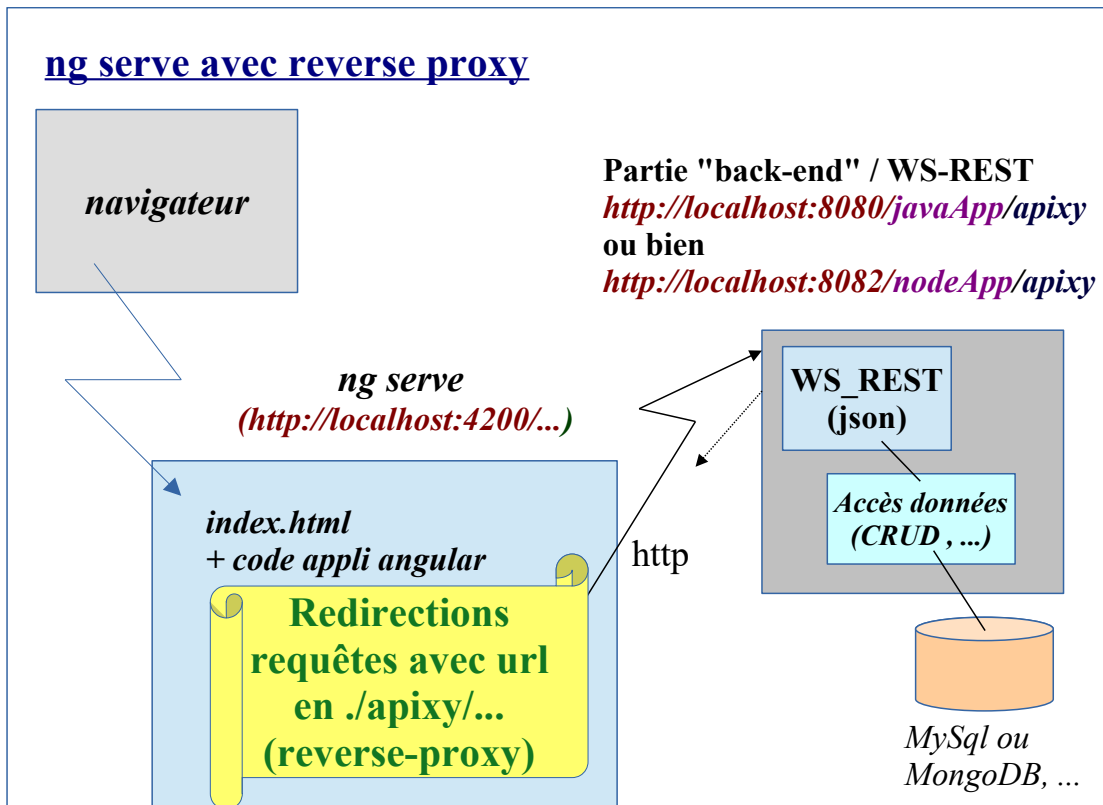 ng serve avec reverse proxy
navigateur
Partie "back-end" / WS-REST
http://localhost:8080/javaApp/apixy
ou bien
http://localhost:8082/nodeApp/apixy
ng serve
(http://localhost:4200/...)
WS_REST
(json)
Accès données
(CRUD , ...)
index.html
+ code appli angular
http
Redirections
requêtes avec url
en ./apixy/...
(reverse-proxy)
MySql ou
MongoDB, ...